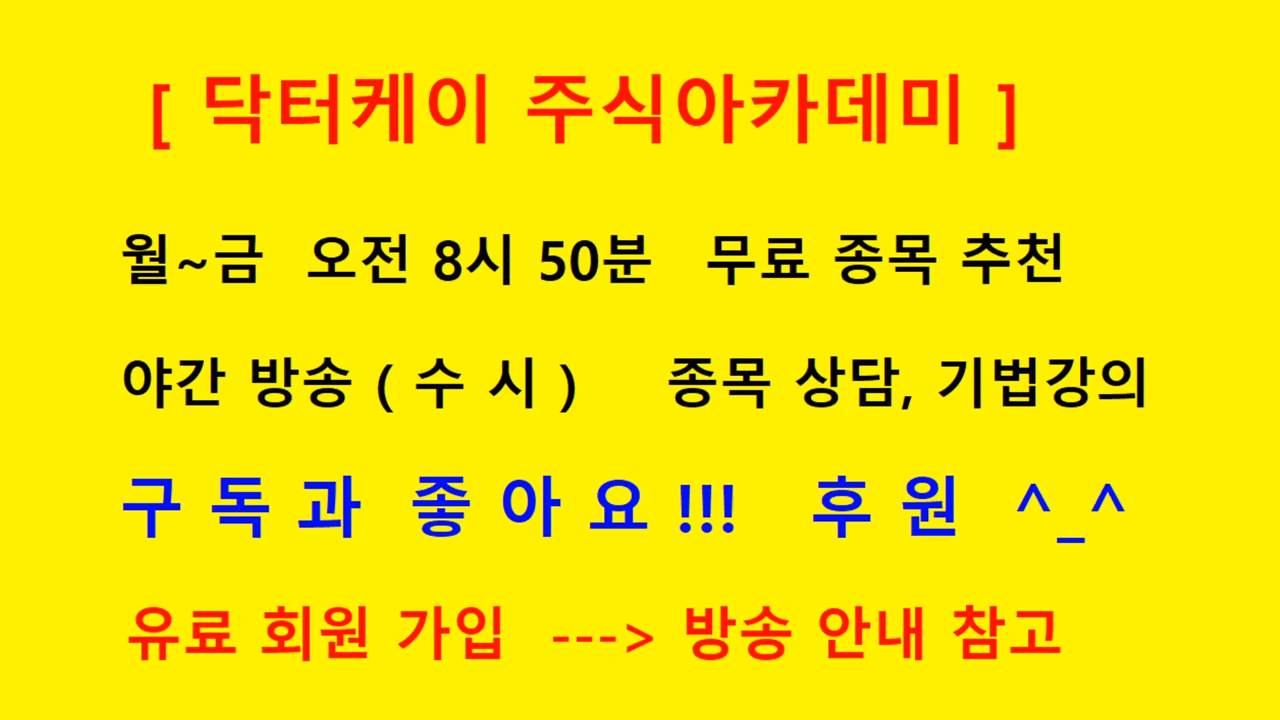 [ 닥터케이 주식아카데미 ]
월~금 오전 8시 50분 무료 종목 추천
야간 방송 ( 수 시 ) 종목 상담, 기법강의
구 독 과 좋 아 요 !!! 후 원 ^_^
유료 회원 가입 ---> 방송 안내 참고